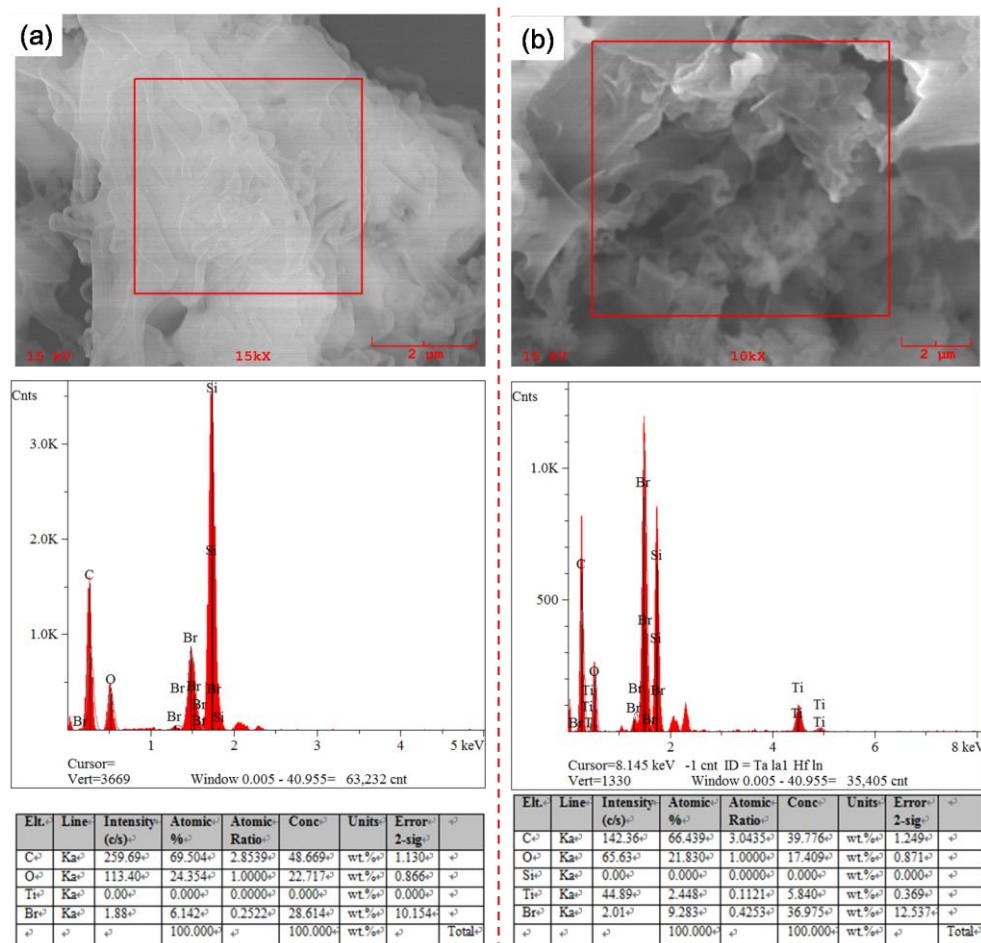 (a)
15 kV 15kX 2 μm
Cnts
3.0K
2.0K
1.0K
Si
Si
C
Br
O
Br Br
Br Br
Br
Br Br Si
1 2 3 4 5 keV
Cursor=
Vert=3669 Window 0.005 - 40.955= 63,232 cnt
Elt. Line Intensity (c/s) Atomic % Atomic Ratio Conc Units Error 2-sig
C Ka 259.69 69.504 2.8539 48.669 wt.% 1.130
O Ka 113.40 24.354 1.0000 22.717 wt.% 0.866
Ti Ka 0.00 0.000 0.0000 0.000 wt.% 0.000
Br Ka 1.88 6.142 0.2522 28.614 wt.% 10.154
100.000 100.000 wt.% Total
(b)
15 kV 10kX 2 μm
Cnts
1.0K
500
Br
C
Si
Br
Si
O
Ti Br Br Ti Ti
Ti Br Ti Ti
Br Ti Br
2 4 6 8 keV
Cursor=8.145 keV -1 cnt ID = Ta la1 Hf ln
Vert=1330 Window 0.005 - 40.955= 35,405 cnt
Elt. Line Intensity (c/s) Atomic % Atomic Ratio Conc Units Error 2-sig
C Ka 142.36 66.439 3.0435 39.776 wt.% 1.249
O Ka 65.63 21.830 1.0000 17.409 wt.% 0.871
Si Ka 0.00 0.000 0.0000 0.000 wt.% 0.000
Ti Ka 44.89 2.448 0.1121 5.840 wt.% 0.369
Br Ka 2.01 9.283 0.4253 36.975 wt.% 12.537
100.000 100.000 wt.% Total